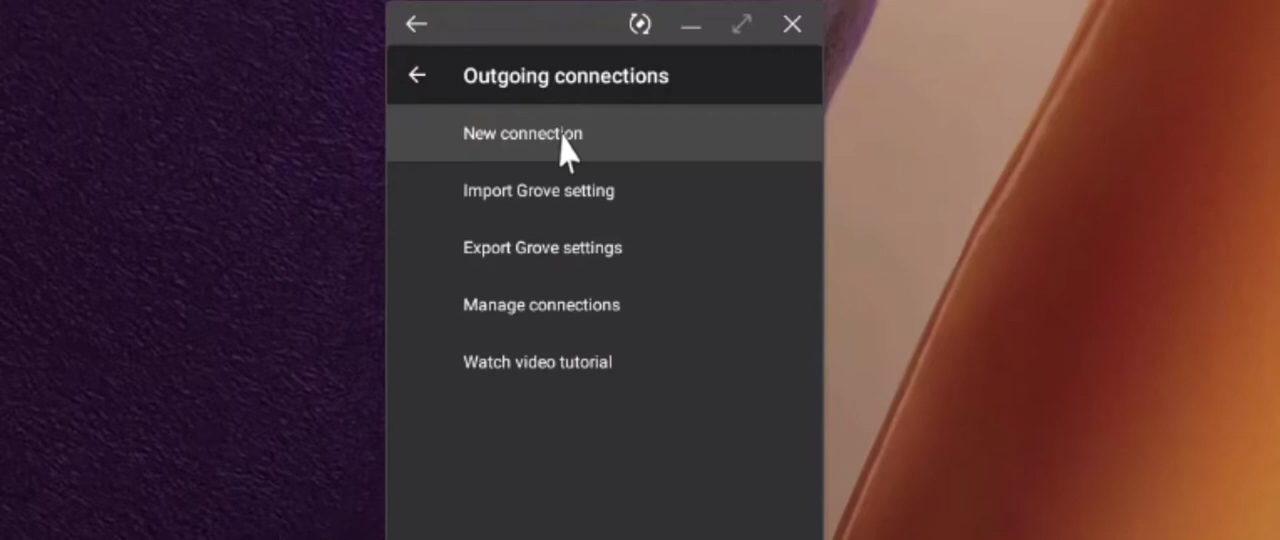 Outgoing connections
New connection
Import Grove setting
Export Grove settings
Manage connections
Watch video tutorial